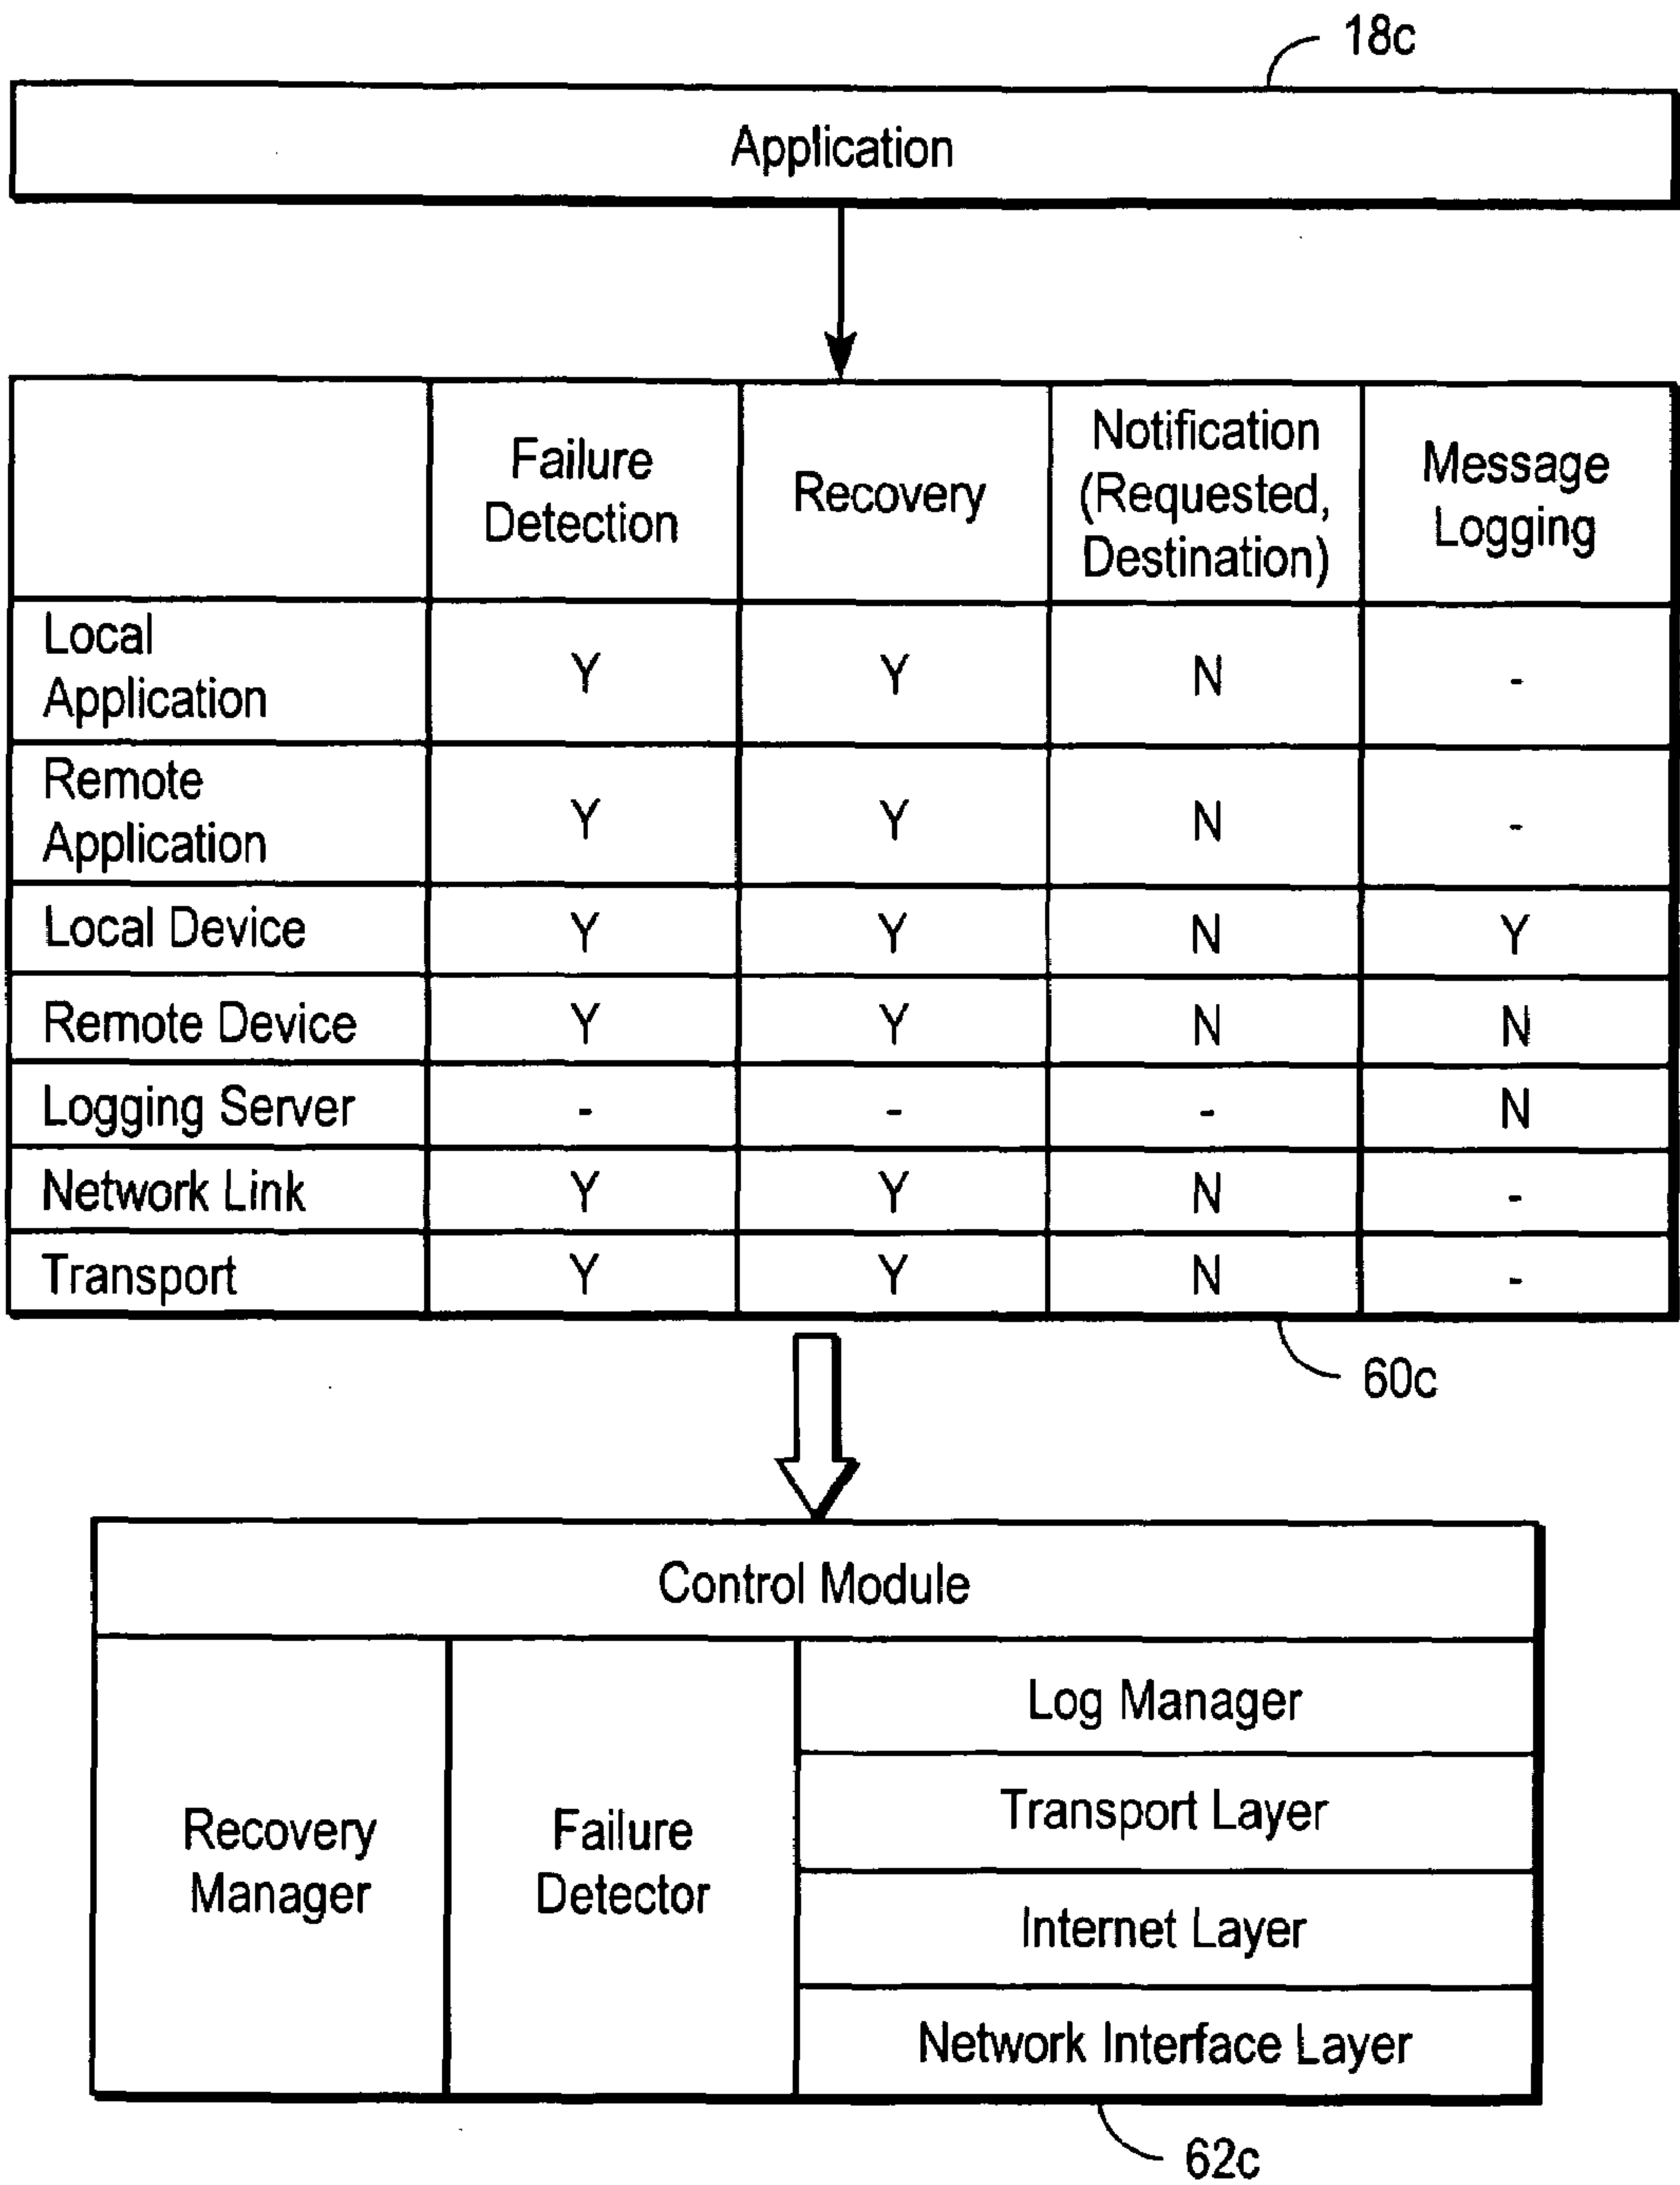 18c
Application
Failure
Detection
Recovery
Notification
(Requested,
Destination)
Message
Logging
Local
Application
Y
Y
N
-
Remote
Application
Y
Y
N
-
Local Device
Y
Y
N
Y
Remote Device
Y
Y
N
N
Logging Server
-
-
-
N
Network Link
Y
Y
N
-
Transport
Y
Y
N
-
60c
Control Module
Recovery
Manager
Failure
Detector
Log Manager
Transport Layer
Internet Layer
Network Interface Layer
62c